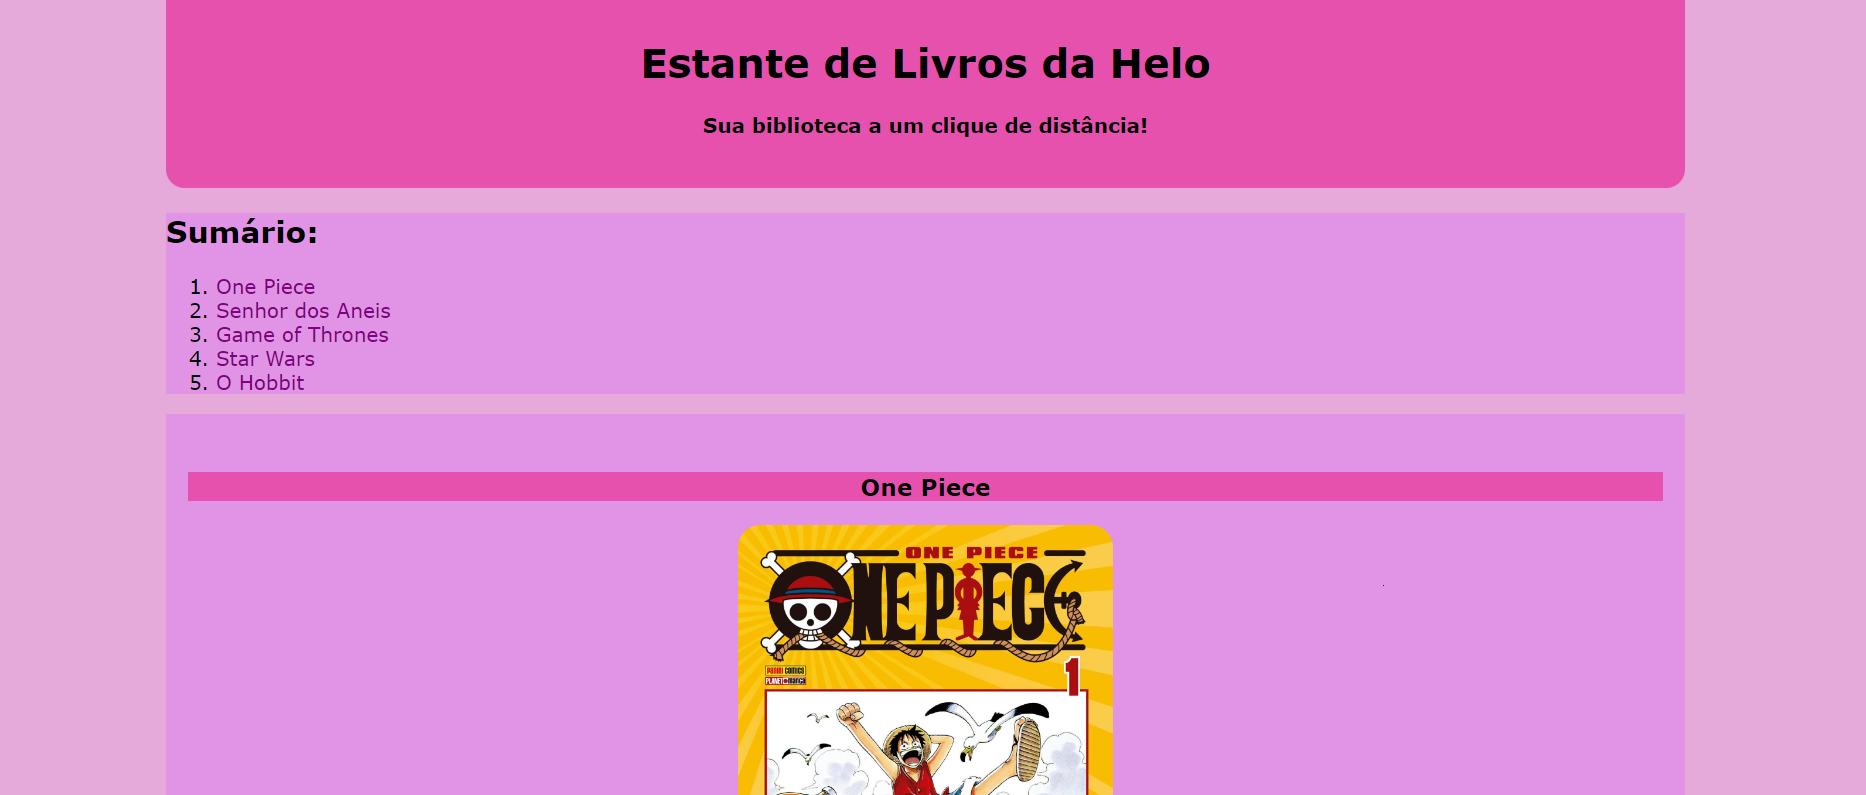 Estante de Livros da Helo
Sua biblioteca a um clique de distância!
Sumário:
1. One Piece
2. Senhor dos Aneis
3. Game of Thrones
4. Star Wars
5. O Hobbit
One Piece
ONE PIECE
ONE PIECE
PANINI COMICS
PLANET MANGA
1